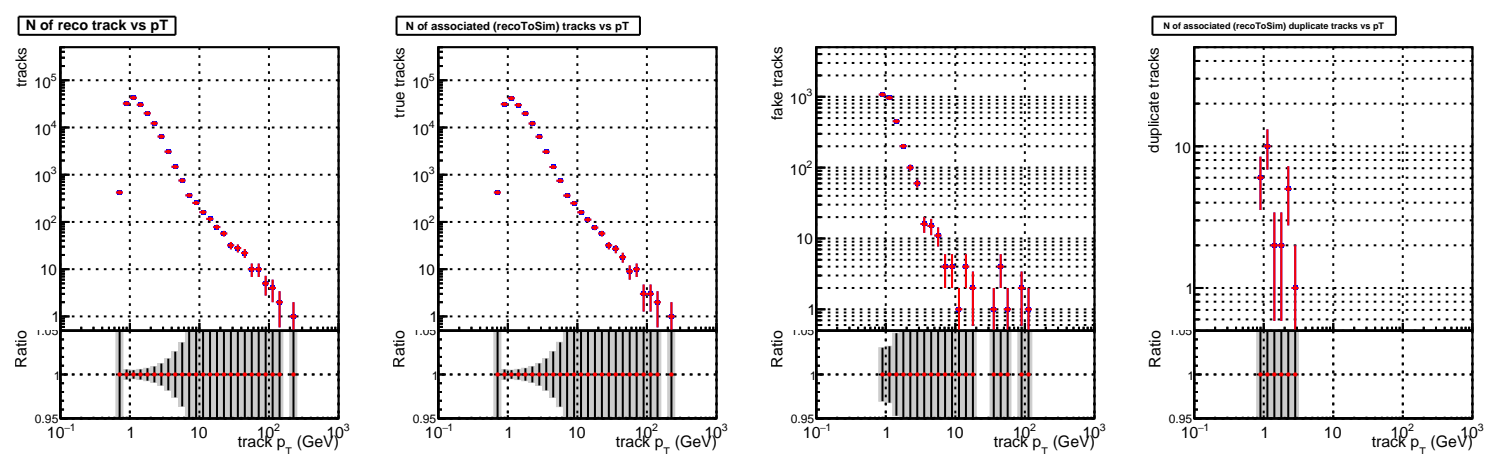 N of reco track vs pT
tracks
10^5
10^4
10^3
10^2
10
1
1.05
Ratio
1
0.95
10^−1 1 10 10^2 10^3
track p_T (GeV)
N of associated (recoToSim) tracks vs pT
true tracks
10^5
10^4
10^3
10^2
10
1
1.05
Ratio
1
0.95
10^−1 1 10 10^2 10^3
track p_T (GeV)
fake tracks
10^3
10^2
10
1
1.05
Ratio
1
0.95
10^−1 1 10 10^2 10^3
track p_T (GeV)
N of associated (recoToSim) duplicate tracks vs pT
duplicate tracks
10
1
1.05
Ratio
1
0.95
10^−1 1 10 10^2 10^3
track p_T (GeV)